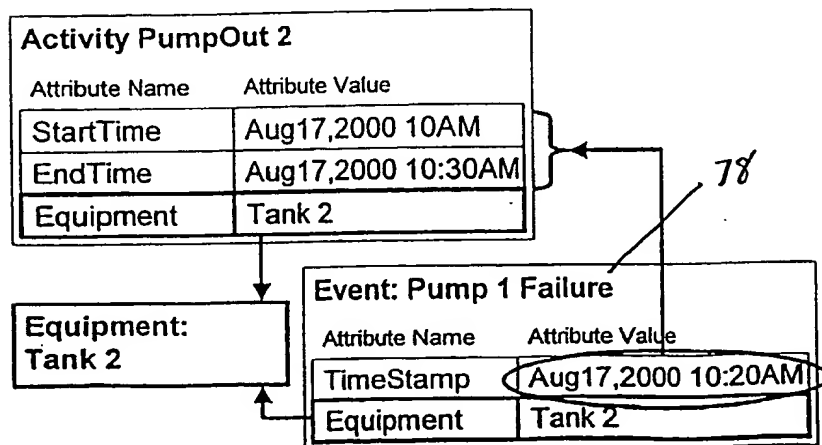 Activity PumpOut 2
Attribute Name Attribute Value
StartTime Aug17,2000 10AM
EndTime Aug17,2000 10:30AM
Equipment Tank 2
78
Equipment:
Tank 2
Event: Pump 1 Failure
Attribute Name Attribute Value
TimeStamp Aug17,2000 10:20AM
Equipment Tank 2